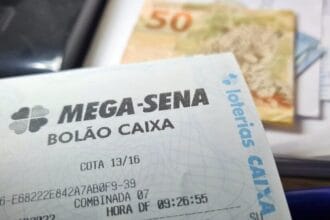 50
MEGA-SENA
BOLÃO CAIXA
COTA 13/16
6-E68222E842A7AB0F9-39
COMBINADA 07
HORA DF 09:26:55
loterias CAIXA